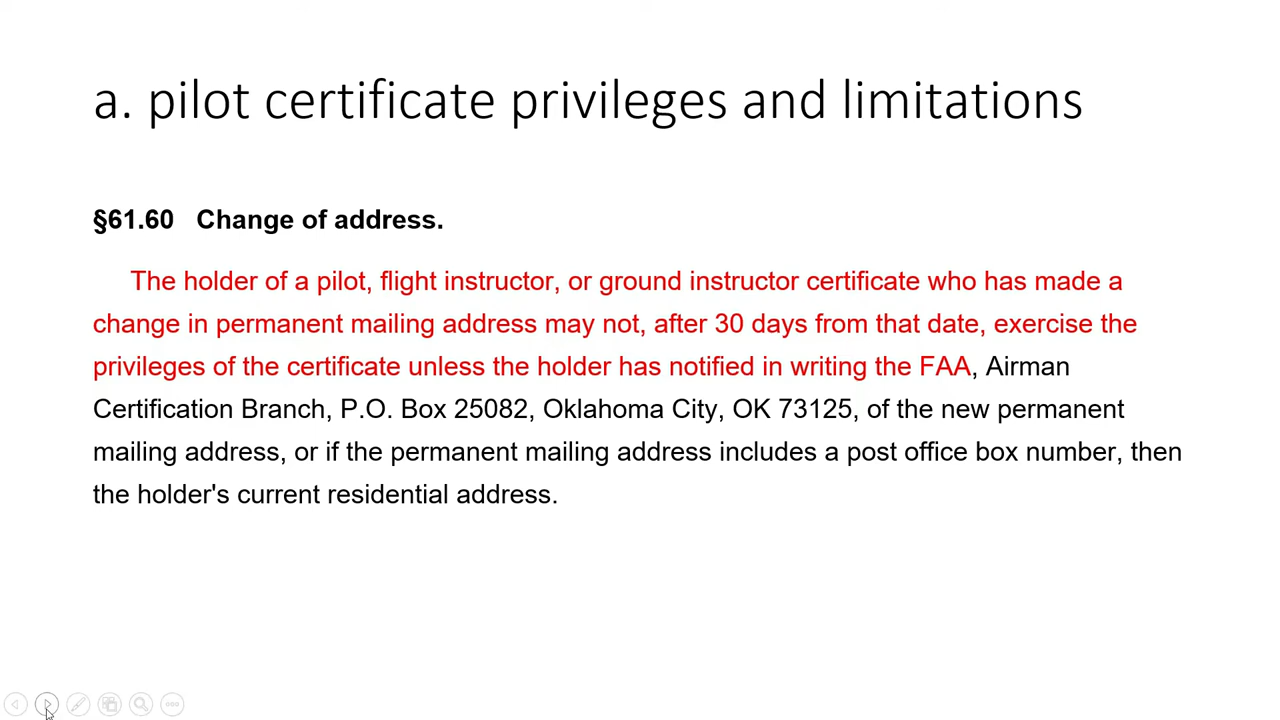 a. pilot certificate privileges and limitations
§61.60 Change of address.
The holder of a pilot, flight instructor, or ground instructor certificate who has made a
change in permanent mailing address may not, after 30 days from that date, exercise the
privileges of the certificate unless the holder has notified in writing the FAA, Airman
Certification Branch, P.O. Box 25082, Oklahoma City, OK 73125, of the new permanent
mailing address, or if the permanent mailing address includes a post office box number, then
the holder's current residential address.